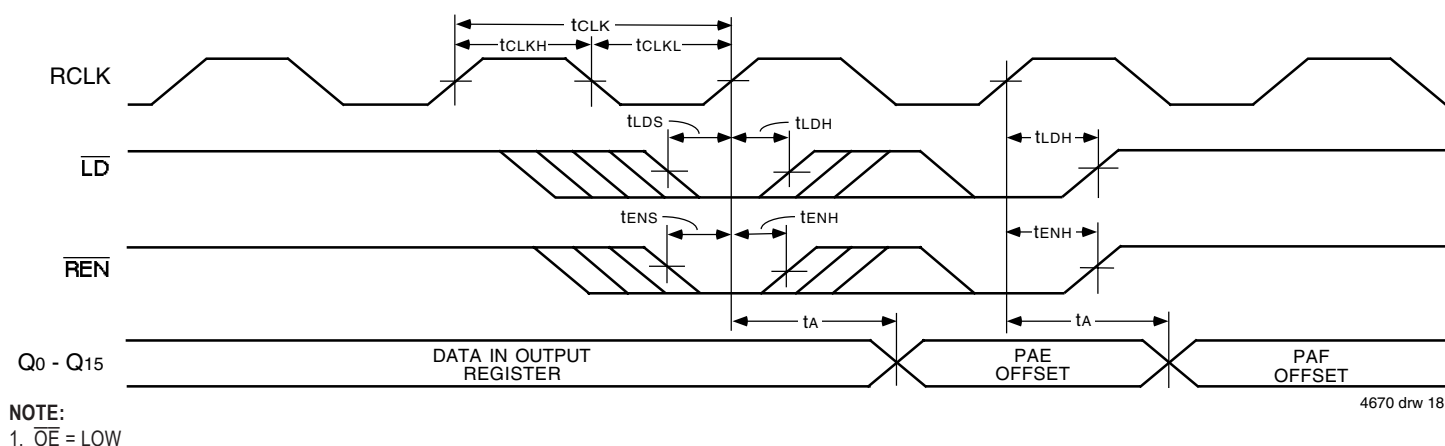 tCLK
tCLKH
tCLKL
RCLK
tLDS
tLDH
tLDH
LD
tENS
tENH
tENH
REN
tA
tA
Q0 - Q15
DATA IN OUTPUT
REGISTER
PAE
OFFSET
PAF
OFFSET
4670 drw 18
NOTE:
1. OE = LOW